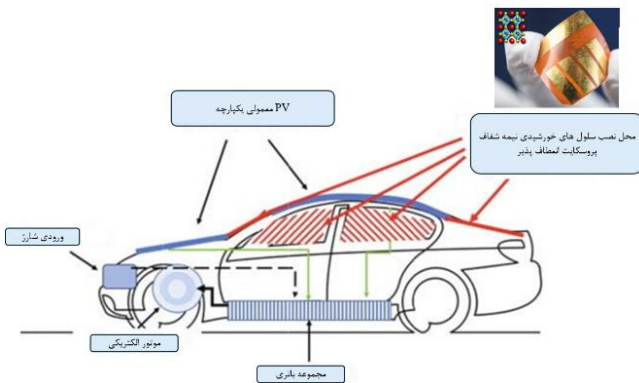 PV معمولی یکپارچه
محل نصب سلول های خورشیدی نیمه شفاف
پروسکایت انعطاف پذیر
ورودی شارژ
موتور الکتریکی
مجموعه باتری